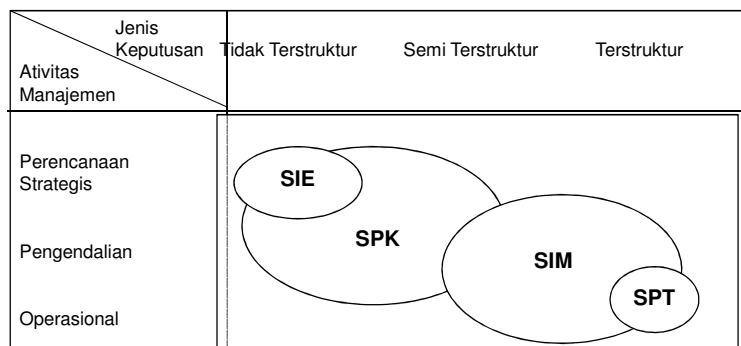 Jenis
Keputusan
Tidak Terstruktur
Semi Terstruktur
Terstruktur
Ativitas
Manajemen
Perencanaan
Strategis
SIE
SPK
Pengendalian
SIM
SPT
Operasional